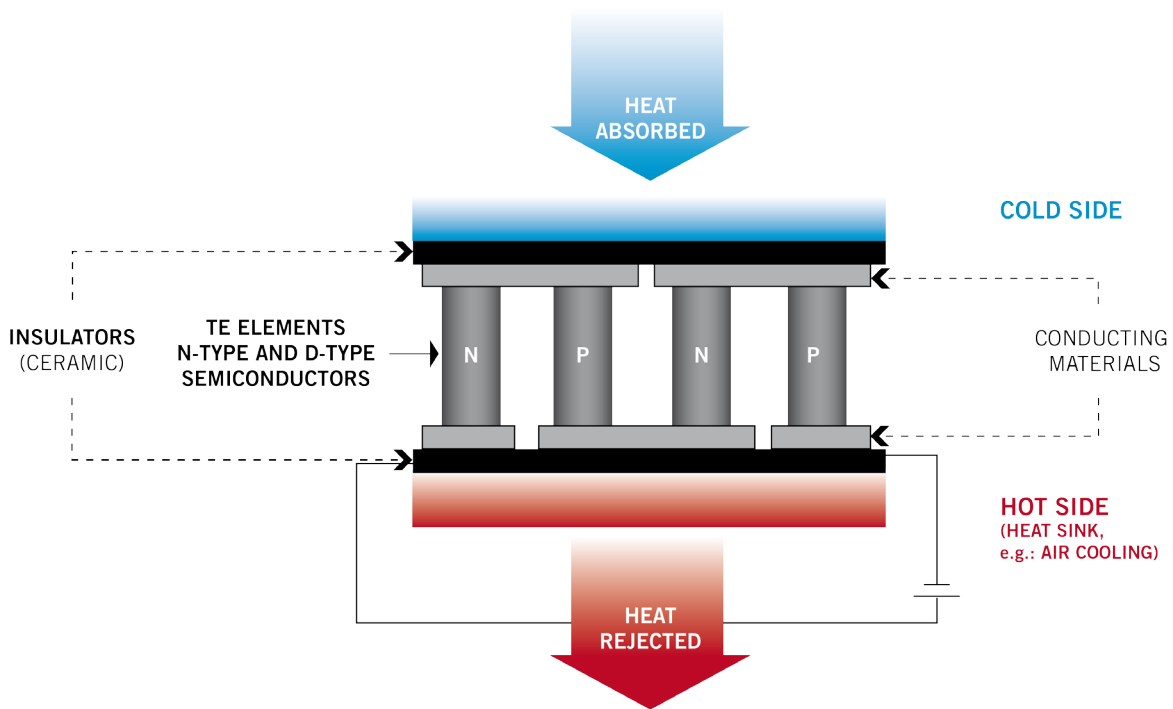 HEAT
ABSORBED
COLD SIDE
INSULATORS
(CERAMIC)
TE ELEMENTS
N-TYPE AND D-TYPE
SEMICONDUCTORS
N
P
N
P
CONDUCTING
MATERIALS
HOT SIDE
(HEAT SINK,
e.g.: AIR COOLING)
HEAT
REJECTED